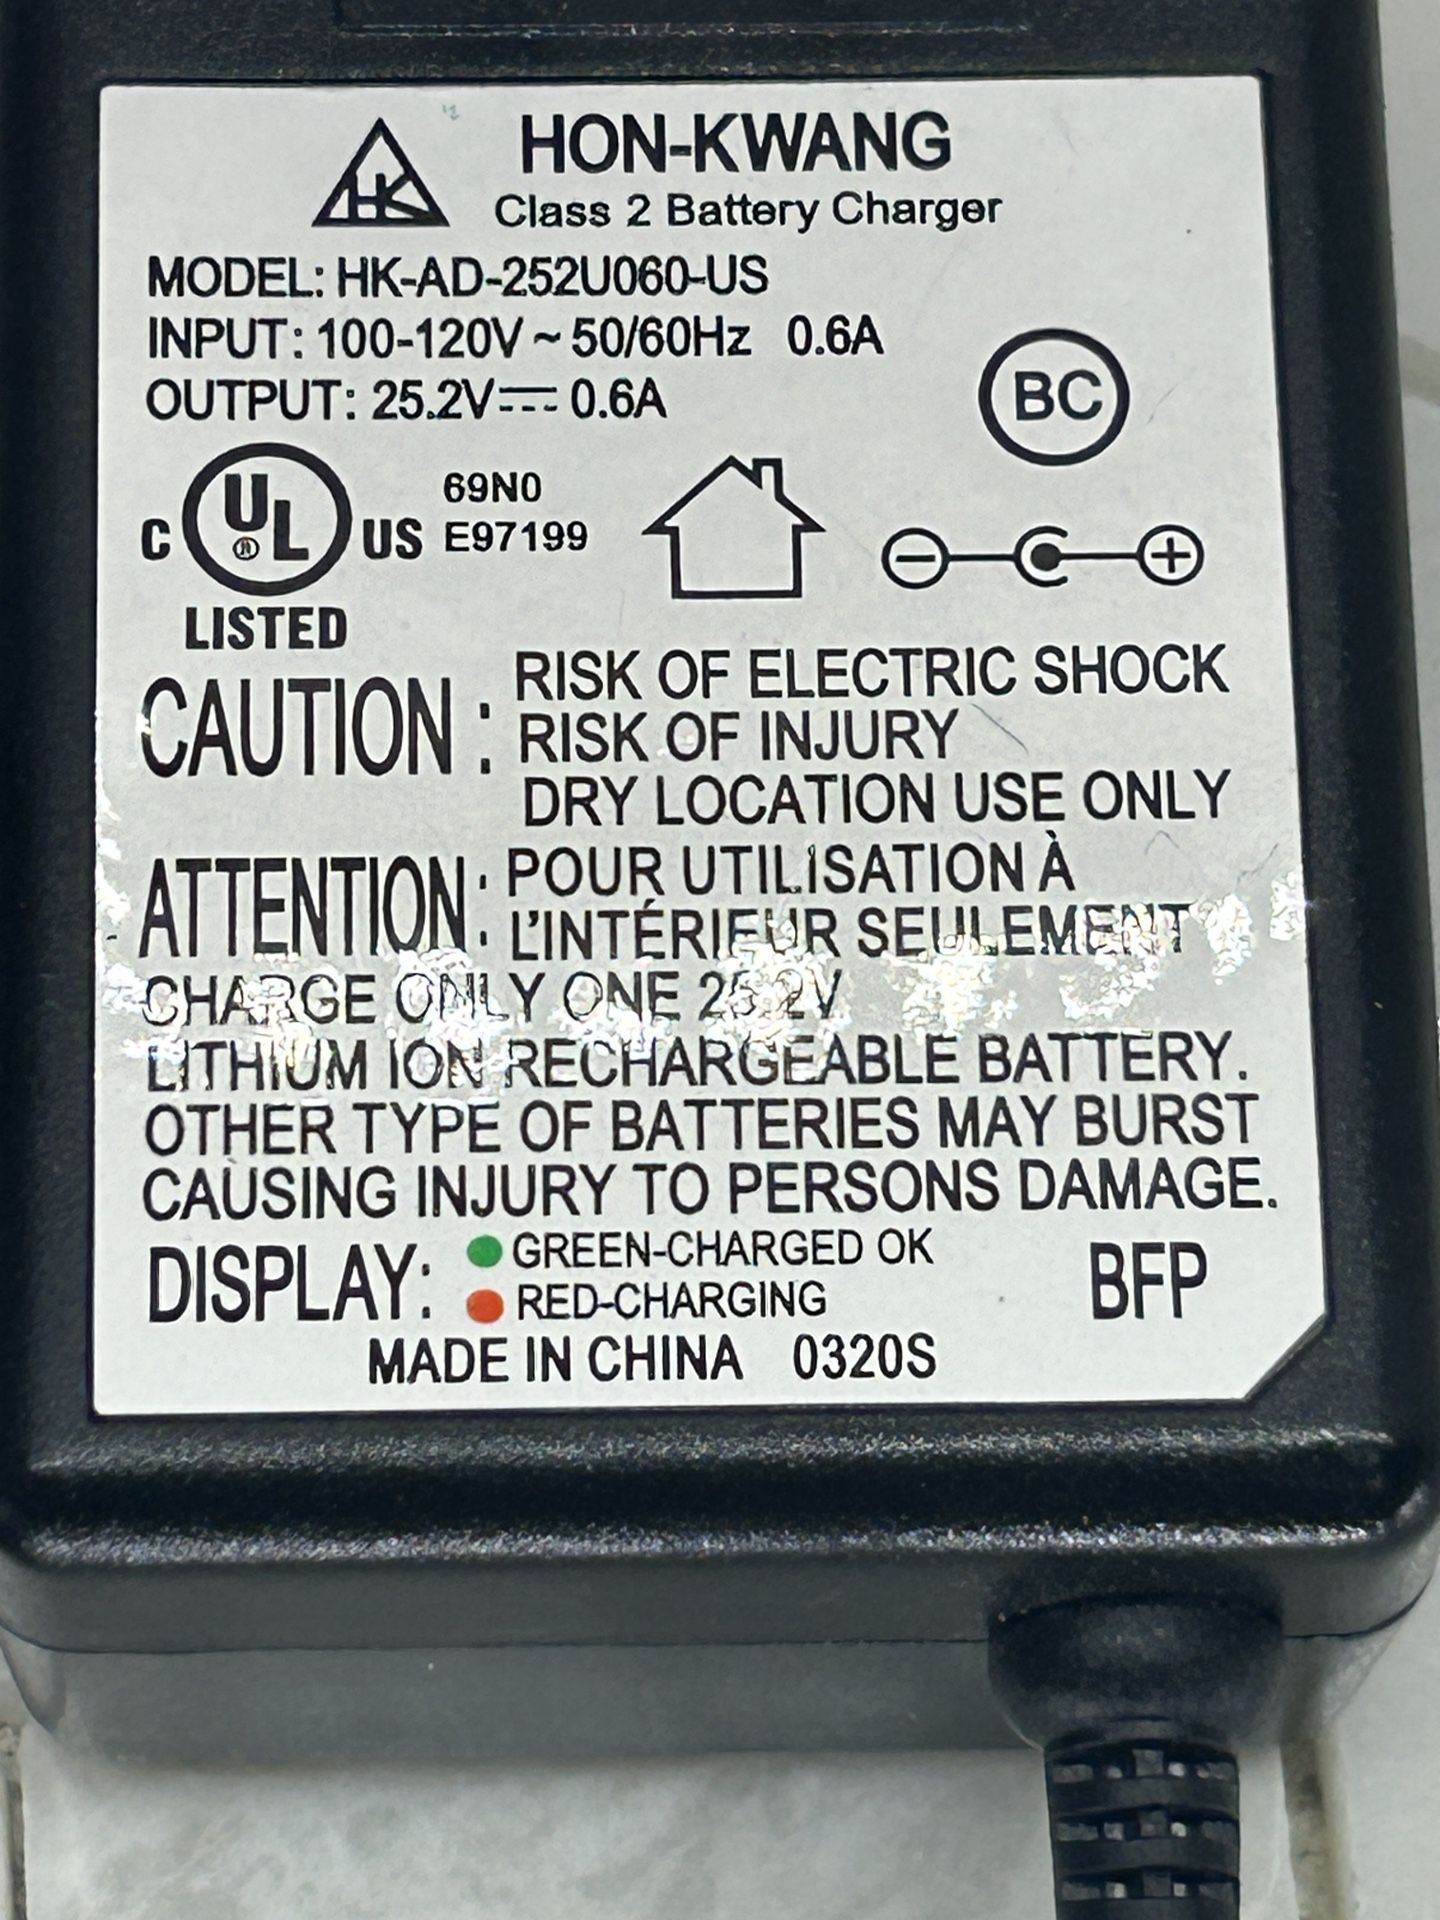 HK
HON-KWANG
Class 2 Battery Charger
MODEL: HK-AD-252U060-US
INPUT: 100-120V ~ 50/60Hz 0.6A
OUTPUT: 25.2V⎓ 0.6A
BC
C UL® US
69N0
E97199
LISTED
CAUTION : RISK OF ELECTRIC SHOCK
RISK OF INJURY
DRY LOCATION USE ONLY
ATTENTION: POUR UTILISATION À
L'INTÉRIEUR SEULEMENT
CHARGE ONLY ONE 25.2V
LITHIUM ION RECHARGEABLE BATTERY.
OTHER TYPE OF BATTERIES MAY BURST
CAUSING INJURY TO PERSONS DAMAGE.
DISPLAY: GREEN-CHARGED OK
RED-CHARGING
BFP
MADE IN CHINA 0320S